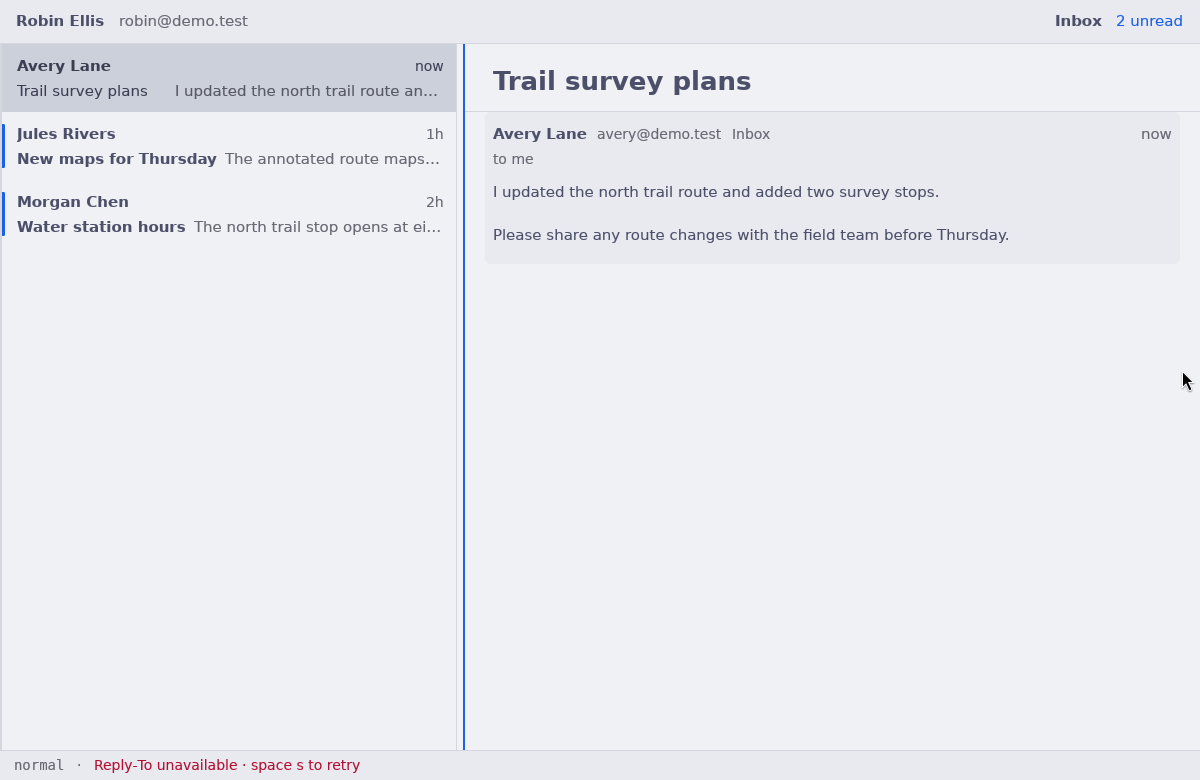 Robin Ellis robin@demo.test Inbox 2 unread
Avery Lane now
Trail survey plans I updated the north trail route an…
Jules Rivers 1h
New maps for Thursday The annotated route maps…
Morgan Chen 2h
Water station hours The north trail stop opens at ei…
Trail survey plans
Avery Lane avery@demo.test Inbox now
to me
I updated the north trail route and added two survey stops.
Please share any route changes with the field team before Thursday.
normal · Reply-To unavailable · space s to retry